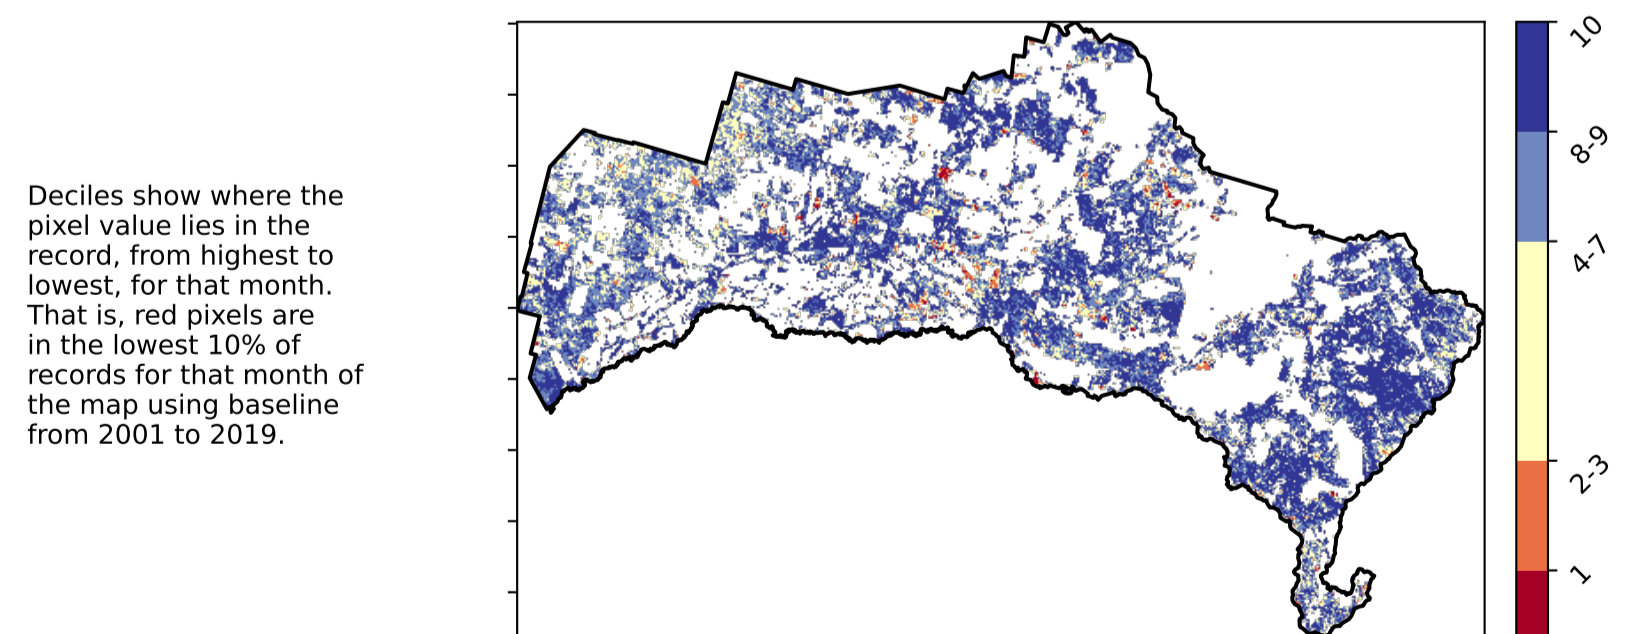 Deciles show where the
pixel value lies in the
record, from highest to
lowest, for that month.
That is, red pixels are
in the lowest 10% of
records for that month of
the map using baseline
from 2001 to 2019.
10
8-9
4-7
2-3
1